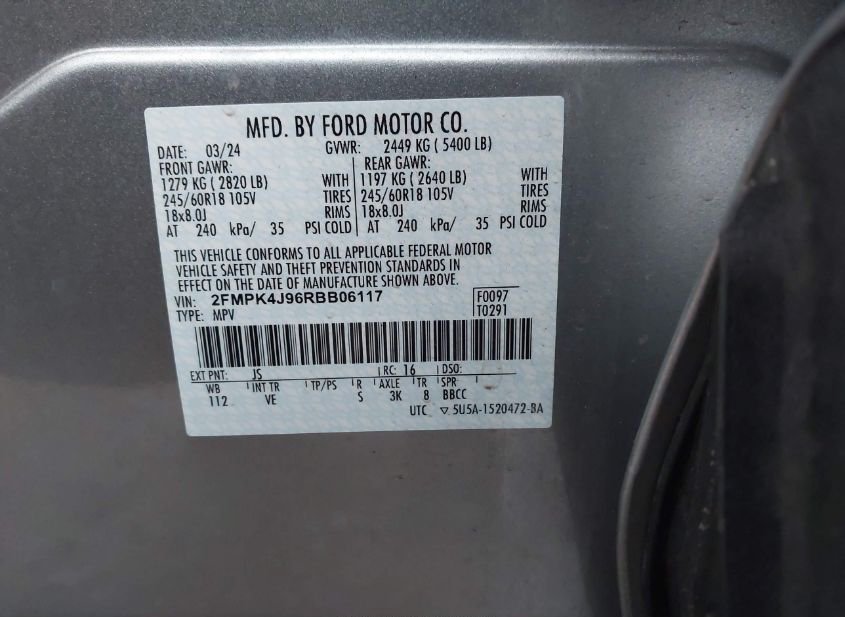 MFD. BY FORD MOTOR CO.
DATE: 03/24 GVWR: 2449 KG ( 5400 LB)
FRONT GAWR: REAR GAWR:
1279 KG ( 2820 LB) WITH 1197 KG ( 2640 LB) WITH
245/60R18 105V TIRES 245/60R18 105V TIRES
18x8.0J RIMS 18x8.0J RIMS
AT 240 kPa/ 35 PSI COLD AT 240 kPa/ 35 PSI COLD
THIS VEHICLE CONFORMS TO ALL APPLICABLE FEDERAL MOTOR
VEHICLE SAFETY AND THEFT PREVENTION STANDARDS IN
EFFECT ON THE DATE OF MANUFACTURE SHOWN ABOVE.
VIN: 2FMPK4J96RBB06117 F0097
TYPE: MPV T0291
EXT PNT: JS RC: 16 DSO:
WB INT TR TP/PS R AXLE TR SPR
112 VE S 3K 8 BBCC
UTC ▽ 5U5A-1520472-BA